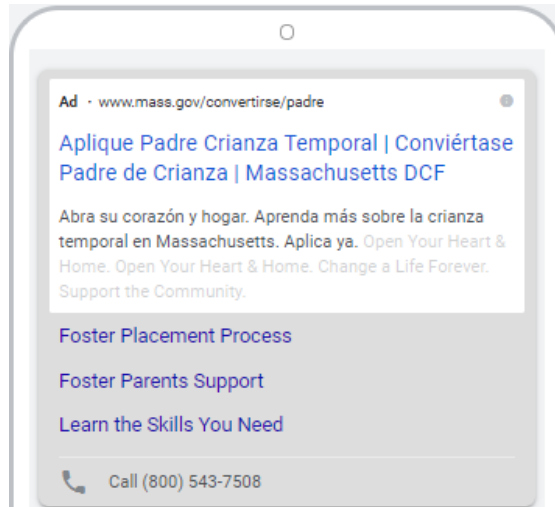 Ad · www.mass.gov/convertirse/padre
Aplique Padre Crianza Temporal | Conviértase
Padre de Crianza | Massachusetts DCF
Abra su corazón y hogar. Aprenda más sobre la crianza
temporal en Massachusetts. Aplica ya. Open Your Heart &
Home. Open Your Heart & Home. Change a Life Forever.
Support the Community.
Foster Placement Process
Foster Parents Support
Learn the Skills You Need
Call (800) 543-7508